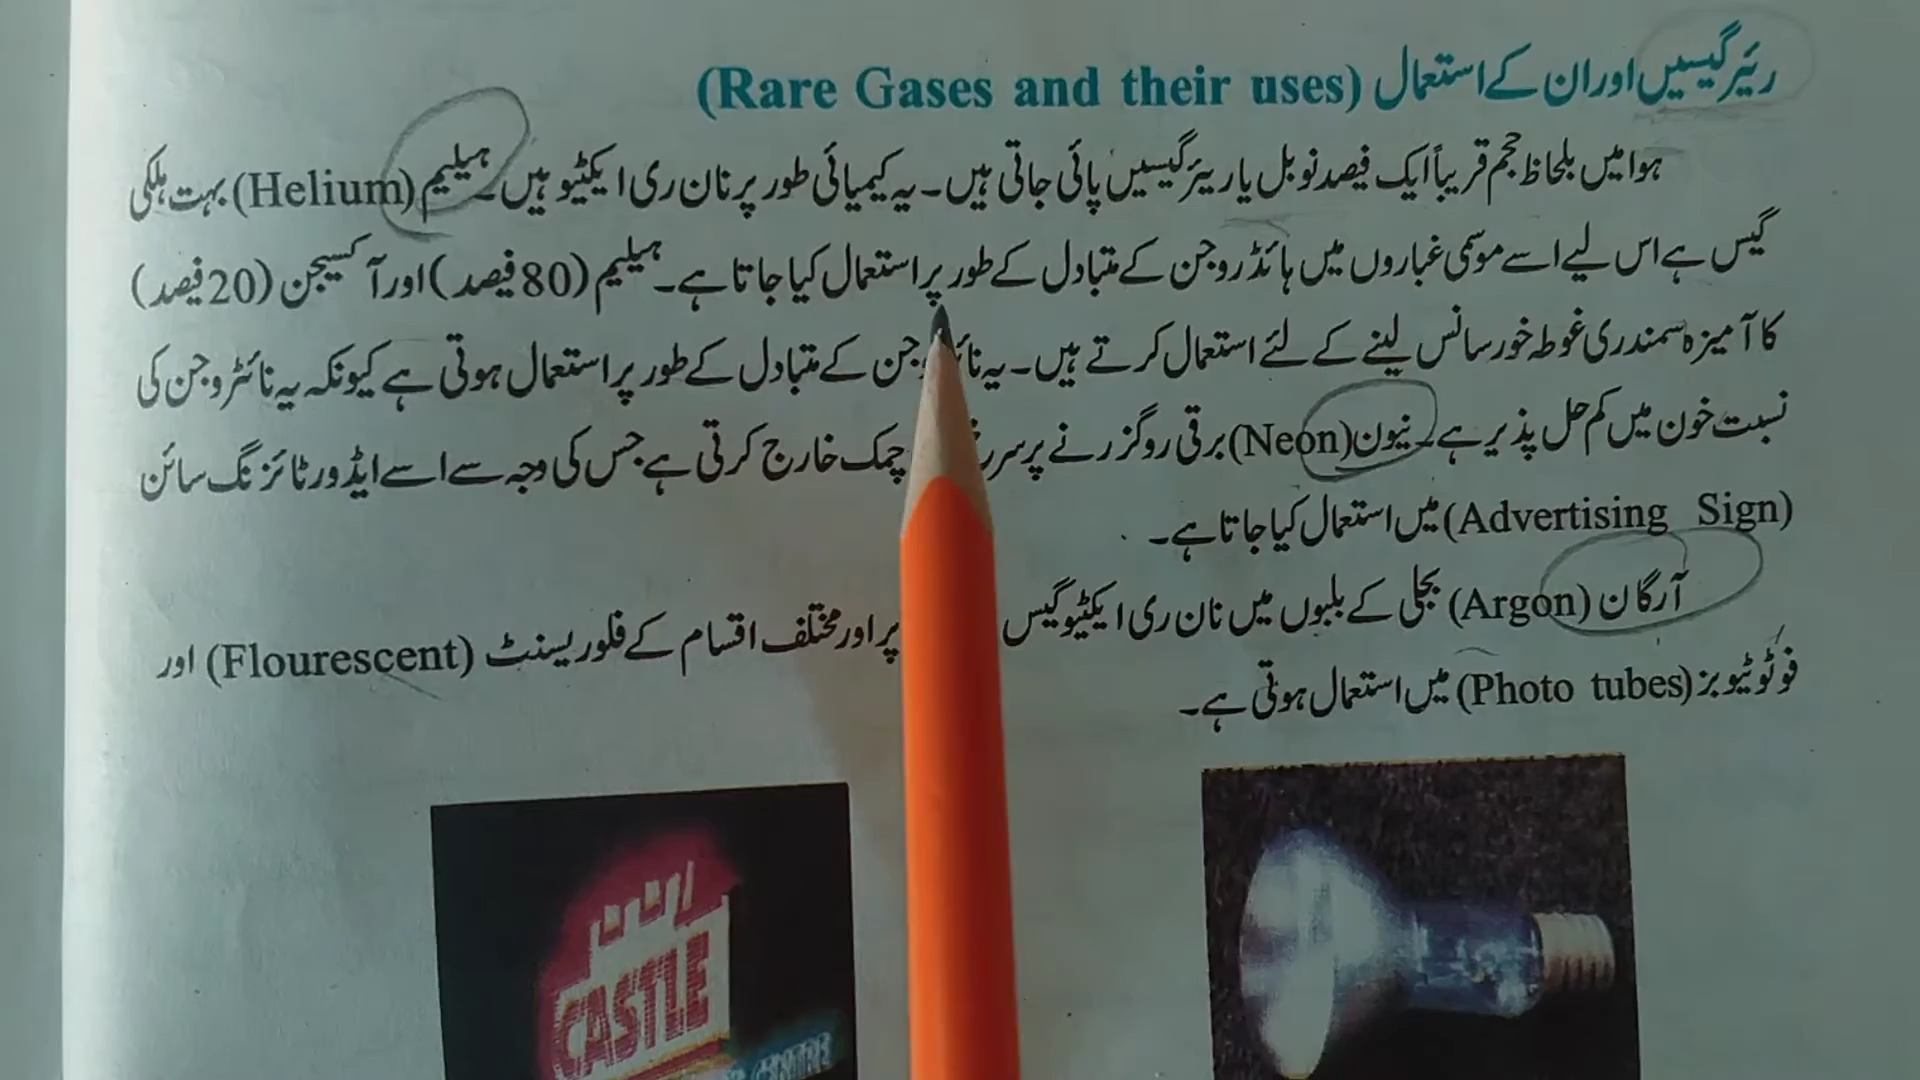 ریئر گیسیں اور ان کے استعمال (Rare Gases and their uses)
ہوا میں بلحاظ حجم قریباً ایک فیصد نوبل یا ریئر گیسیں پائی جاتی ہیں۔ یہ کیمیائی طور پر نان ری ایکٹیو ہیں۔ ہیلیم (Helium) بہت ہلکی
گیس ہے اس لیے اسے موسمی غباروں میں ہائڈروجن کے متبادل کے طور پر استعمال کیا جاتا ہے۔ ہیلیم (80 فیصد) اور آکسیجن (20 فیصد)
کا آمیزہ سمندری غوطہ خور سانس لینے کے لئے استعمال کرتے ہیں۔ یہ جن کے متبادل کے طور پر استعمال ہوتی ہے کیونکہ یہ نائٹروجن کی
نسبت خون میں کم حل پذیر ہے۔ نیون (Neon) برقی رو گزرنے پر چمک خارج کرتی ہے جس کی وجہ سے اسے ایڈورٹائزنگ سائن
(Advertising Sign) میں استعمال کیا جاتا ہے۔
آرگان (Argon) بجلی کے بلبوں میں نان ری ایکٹیو گیس پر اور مختلف اقسام کے فلوریسنٹ (Flourescent) اور
فوٹو ٹیوبز (Photo tubes) میں استعمال ہوتی ہے۔
CASTLE
CENTRE